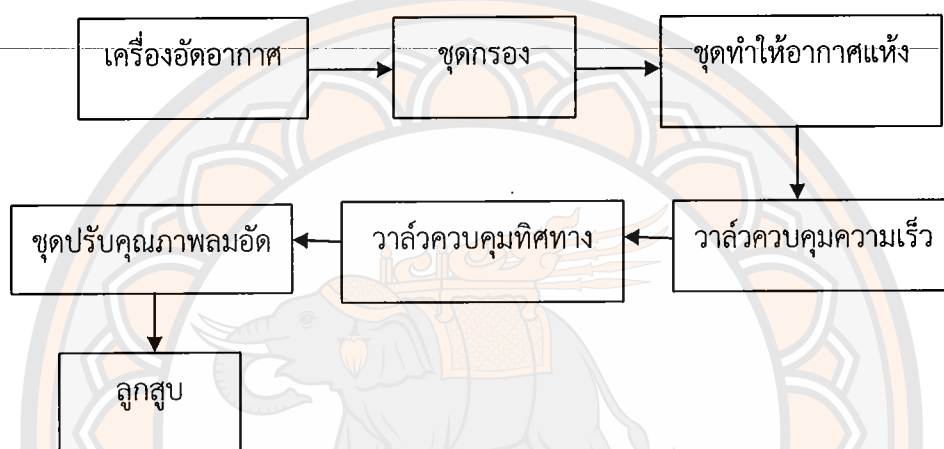 เครื่องอัดอากาศ
ชุดกรอง
ชุดทำให้อากาศแห้ง
วาล์วควบคุมความเร็ว
วาล์วควบคุมทิศทาง
ชุดปรับคุณภาพลมอัด
ลูกสูบ